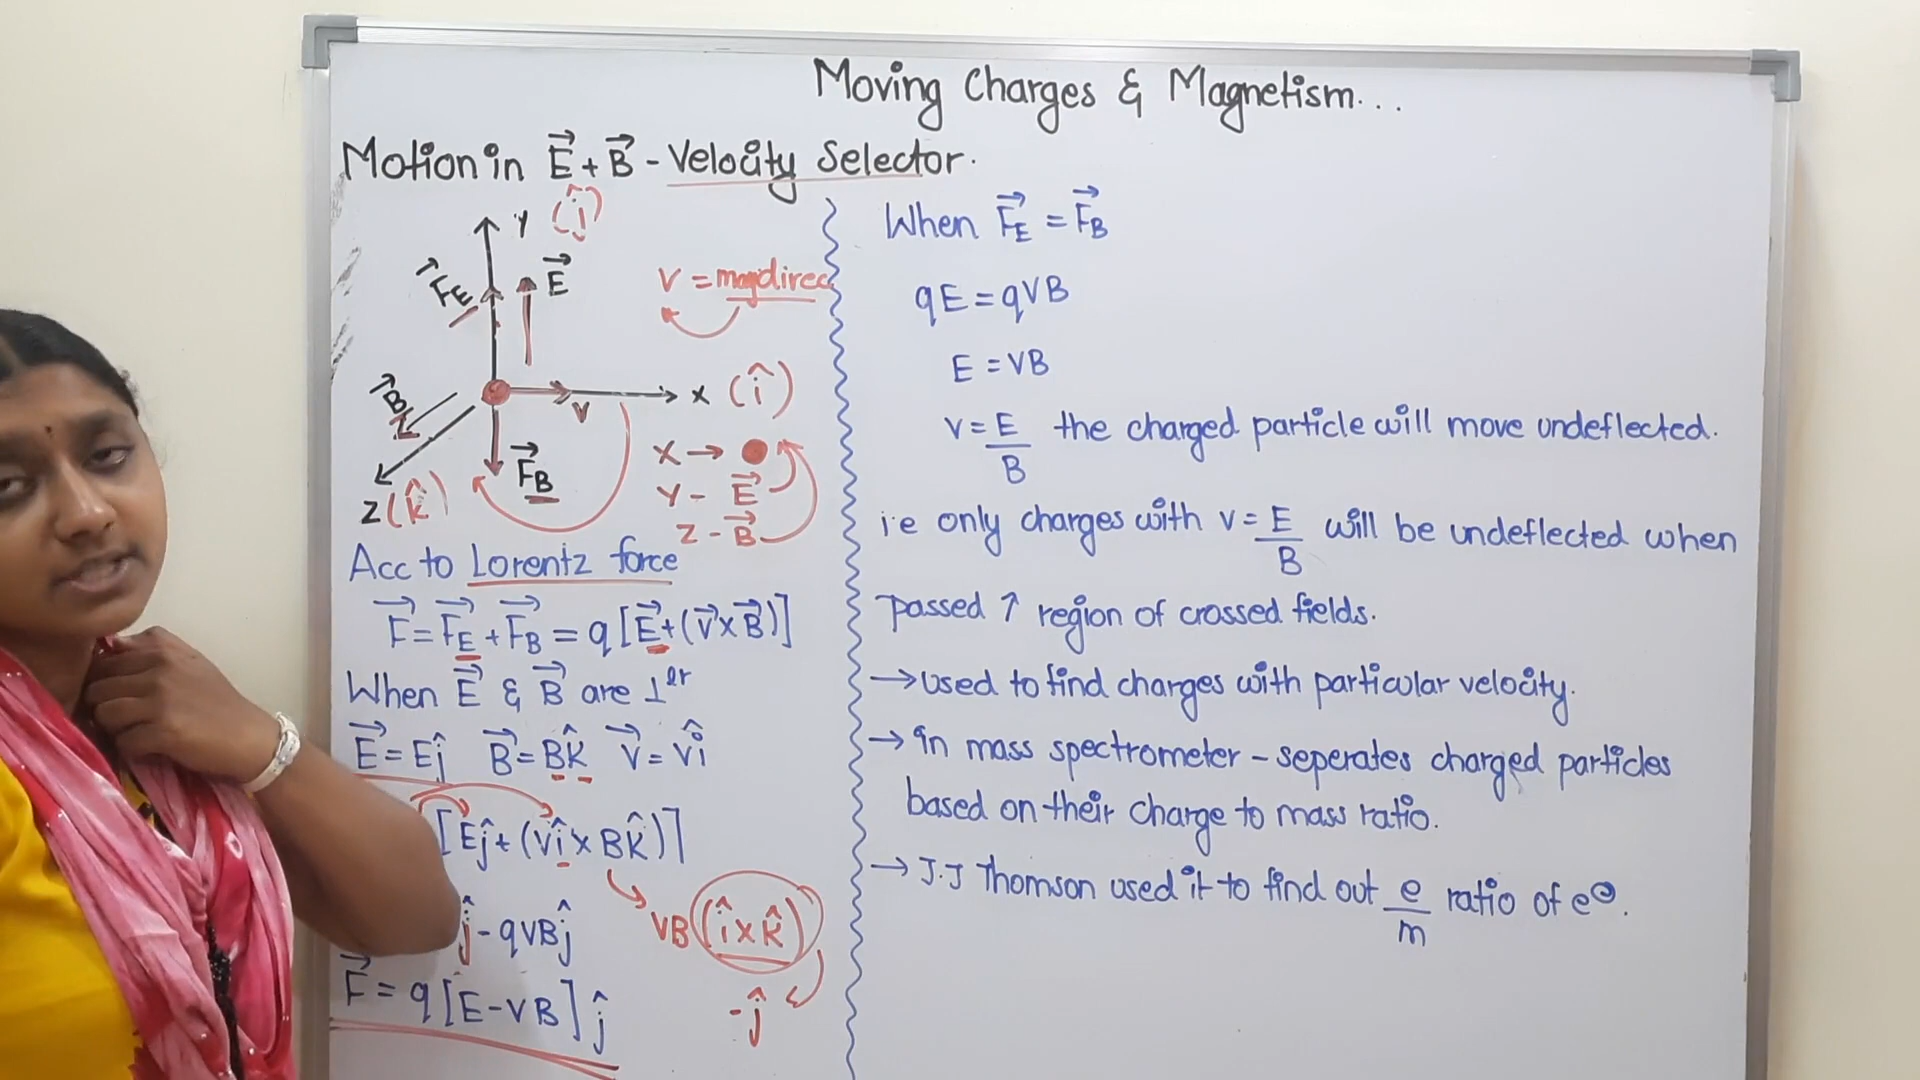 Moving Charges & Magnetism...
Motion in E⃗ + B⃗ - Velocity Selector.
Y (ĵ)
F⃗E
E⃗
V = mag direc
B⃗
Z
V
X (î)
F⃗B
Z (k̂)
X →
Y - E⃗
Z - B⃗
Acc to Lorentz force
F⃗ = F⃗E + F⃗B = q [E⃗ + (v⃗ x B⃗)]
When E⃗ & B⃗ are ⊥lr
E⃗ = Eĵ B⃗ = Bk̂ V⃗ = Vî
[Eĵ + (vî x Bk̂)]
VB (î x k̂)
ĵ - qvBĵ
-ĵ
F⃗ = q [E - vB] ĵ
When F⃗E = F⃗B
qE = qVB
E = VB
v = E/B the charged particle will move undeflected.
i.e only charges with v = E/B will be undeflected when
passed ↑ region of crossed fields.
→ used to find charges with particular velocity.
→ In mass spectrometer - seperates charged particles
based on their charge to mass ratio.
→ J.J Thomson used it to find out e/m ratio of e⊖.